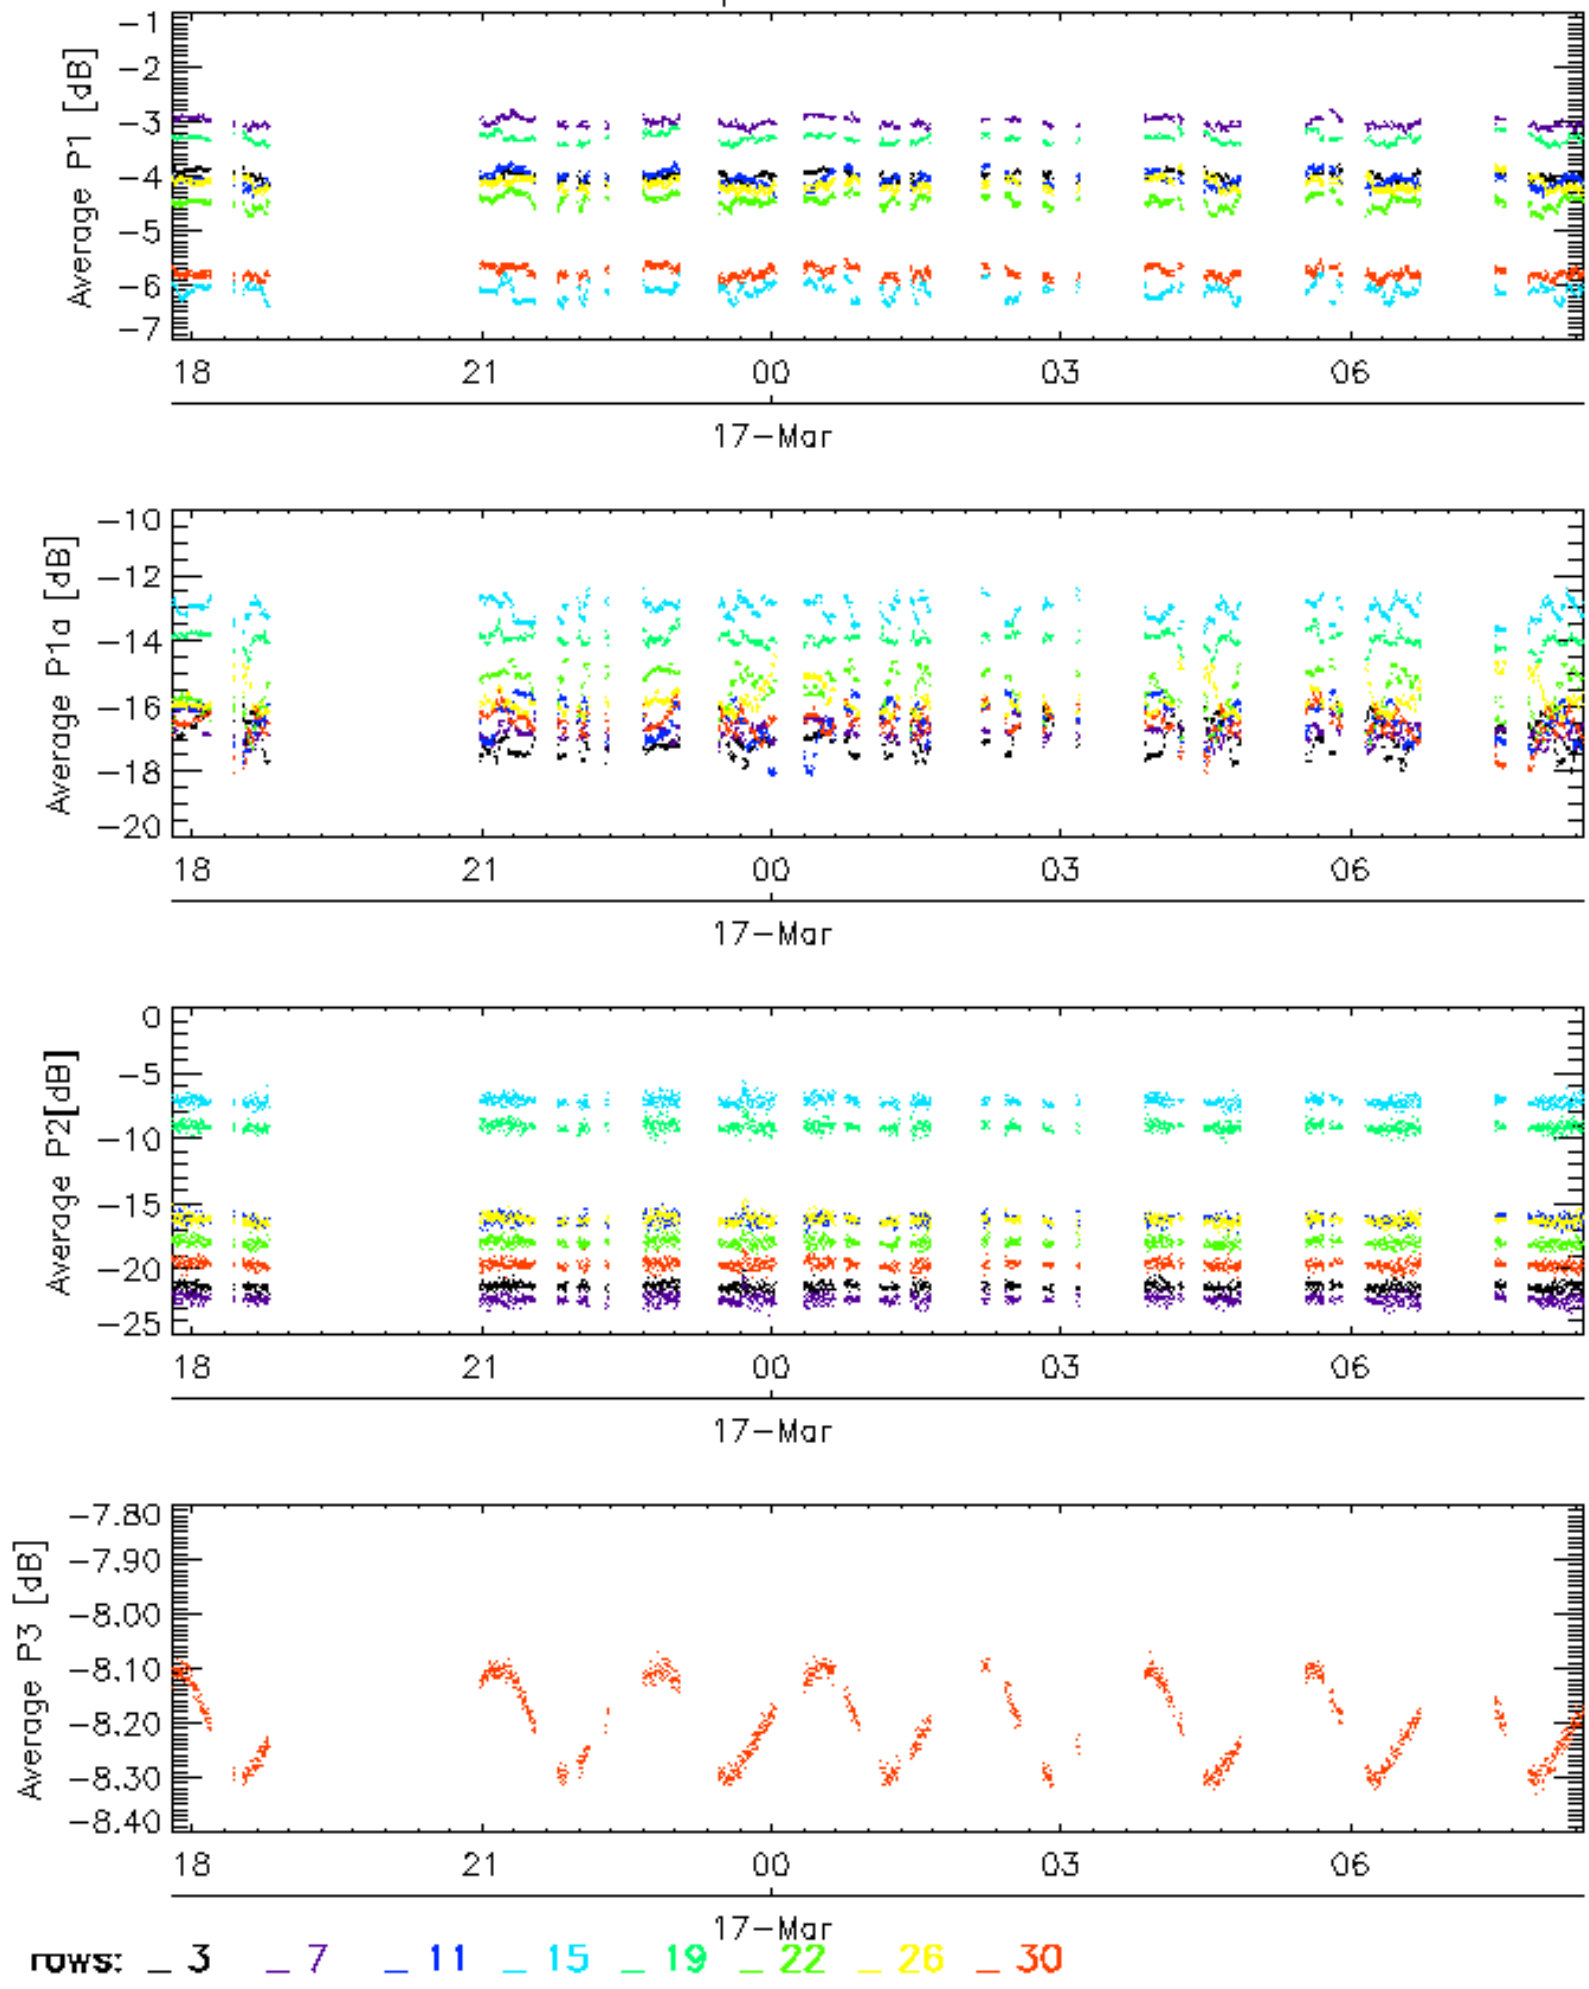 Average P1 [dB]
−1
−2
−3
−4
−5
−6
−7
18 21 00 03 06
17−Mar
Average P1a [dB]
−10
−12
−14
−16
−18
−20
18 21 00 03 06
17−Mar
Average P2[dB]
0
−5
−10
−15
−20
−25
18 21 00 03 06
17−Mar
Average P3 [dB]
−7.80
−7.90
−8.00
−8.10
−8.20
−8.30
−8.40
18 21 00 03 06
17−Mar
rows: _ 3 _ 7 _ 11 _ 15 _ 19 _ 22 _ 26 _ 30